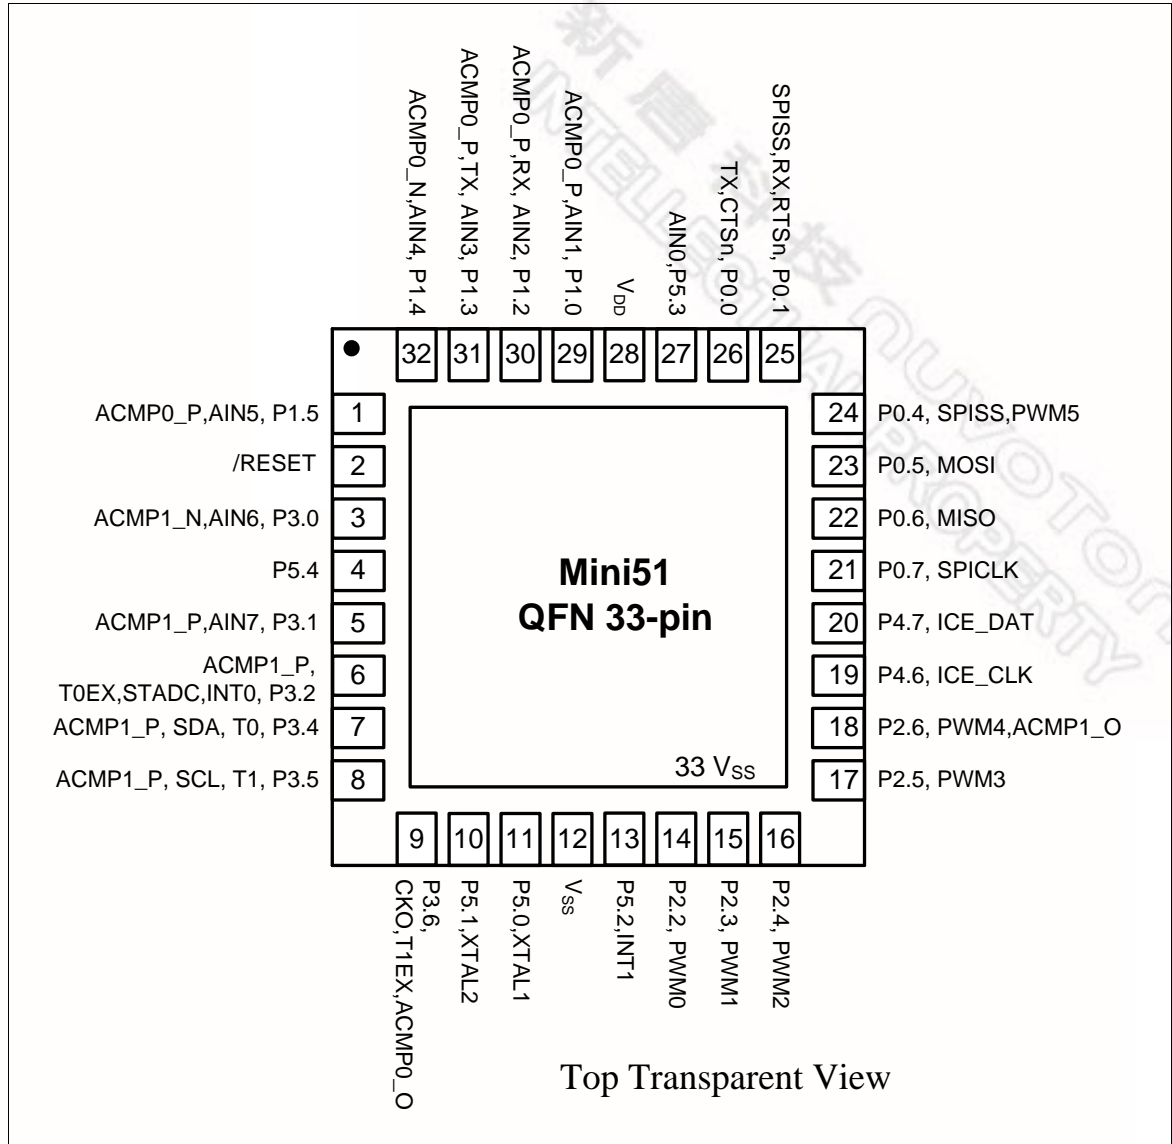 ACMP0_N,AIN4, P1.4
ACMP0_P,TX, AIN3, P1.3
ACMP0_P,RX, AIN2, P1.2
ACMP0_P,AIN1, P1.0
VDD
AIN0,P5.3
TX,CTSn, P0.0
SPISS,RX,RTSn, P0.1
32
31
30
29
28
27
26
25
ACMP0_P,AIN5, P1.5
1
/RESET
2
ACMP1_N,AIN6, P3.0
3
P5.4
4
ACMP1_P,AIN7, P3.1
5
ACMP1_P,
T0EX,STADC,INT0, P3.2
6
ACMP1_P, SDA, T0, P3.4
7
ACMP1_P, SCL, T1, P3.5
8
Mini51
QFN 33-pin
33 VSS
24
P0.4, SPISS,PWM5
23
P0.5, MOSI
22
P0.6, MISO
21
P0.7, SPICLK
20
P4.7, ICE_DAT
19
P4.6, ICE_CLK
18
P2.6, PWM4,ACMP1_O
17
P2.5, PWM3
9
10
11
12
13
14
15
16
P3.6,
CKO,T1EX,ACMP0_O
P5.1,XTAL2
P5.0,XTAL1
VSS
P5.2,INT1
P2.2, PWM0
P2.3, PWM1
P2.4, PWM2
Top Transparent View
新唐科技 nuvoTon
INTELLECTUAL PROPERTY